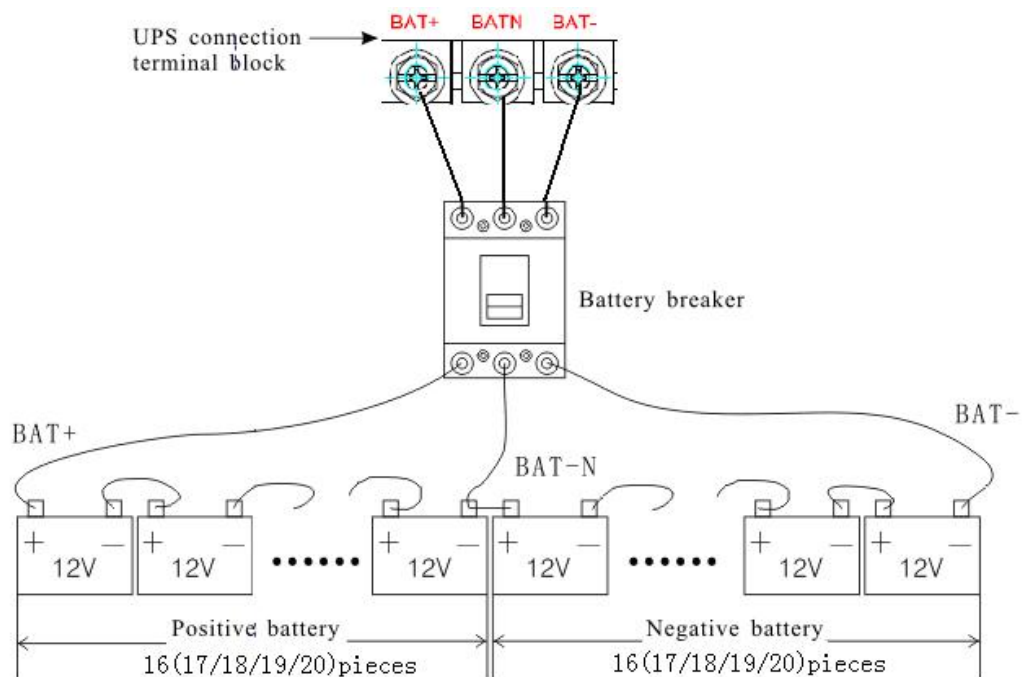 BAT+ BATN BAT-
UPS connection
terminal block
Battery breaker
BAT+
BAT-
BAT-N
+ − + − + − + − + − + −
12V 12V 12V 12V 12V 12V
Positive battery
Negative battery
16(17/18/19/20)pieces
16(17/18/19/20)pieces